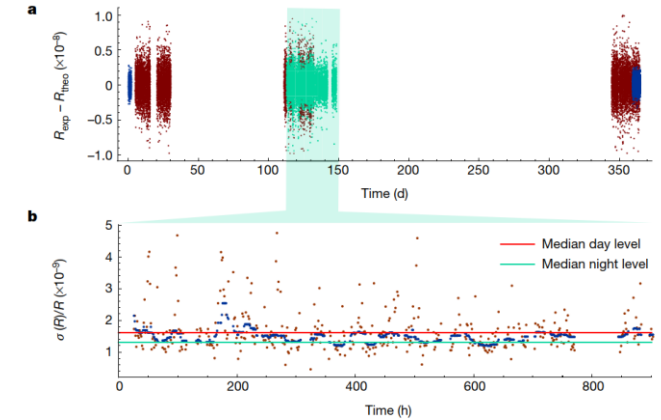 a
R_exp − R_theo (×10⁻⁸)
1.0
0.5
0
−0.5
−1.0
0 50 100 150 200 250 300 350
Time (d)
b
σ (R)/R (×10⁻⁹)
5
4
3
2
1
Median day level
Median night level
0 200 400 600 800
Time (h)